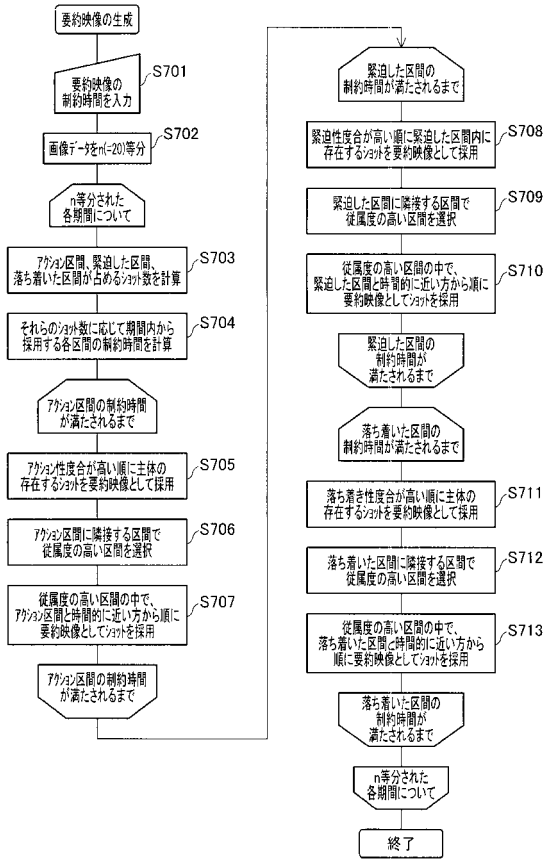 要約映像の生成
要約映像の
制約時間を入力
S701
画像データをn(=20)等分
S702
n等分された
各期間について
アクション区間、緊迫した区間、
落ち着いた区間が占めるショット数を計算
S703
それらのショット数に応じて期間内から
採用する各区間の制約時間を計算
S704
アクション区間の制約時間
が満たされるまで
アクション性度合が高い順に主体の
存在するショットを要約映像として採用
S705
アクション区間に隣接する区間で
従属度の高い区間を選択
S706
従属度の高い区間の中で、
アクション区間と時間的に近い方から順に
要約映像としてショットを採用
S707
アクション区間の制約時間
が満たされるまで
緊迫した区間の
制約時間が満たされるまで
緊迫性度合が高い順に緊迫した区間内に
存在するショットを要約映像として採用
S708
緊迫した区間に隣接する区間で
従属度の高い区間を選択
S709
従属度の高い区間の中で、
緊迫した区間と時間的に近い方から順に
要約映像としてショットを採用
S710
緊迫した区間の
制約時間が
満たされるまで
落ち着いた区間の
制約時間が満たされるまで
落ち着き性度合が高い順に主体の
存在するショットを要約映像として採用
S711
落ち着いた区間に隣接する区間で
従属度の高い区間を選択
S712
従属度の高い区間の中で、
落ち着いた区間と時間的に近い方から
順に要約映像としてショットを採用
S713
落ち着いた区間の
制約時間が
満たされるまで
n等分された
各期間について
終了